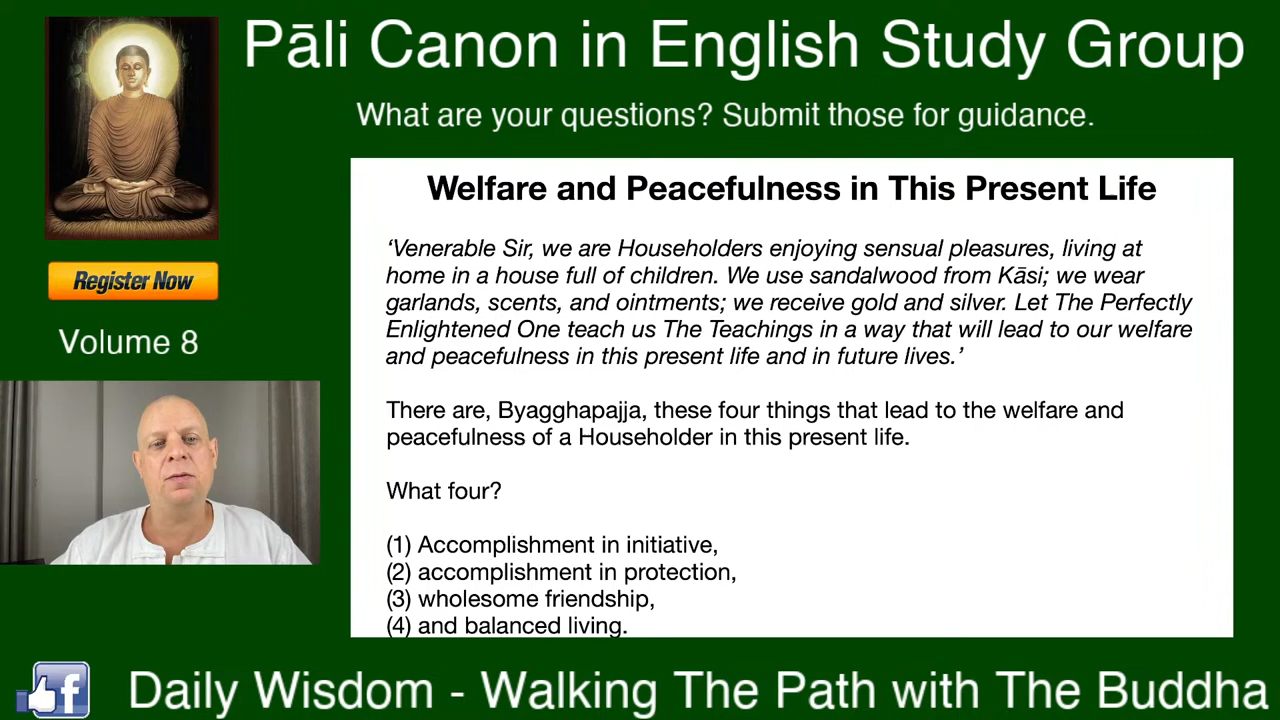 Pāli Canon in English Study Group
What are your questions? Submit those for guidance.
Register Now
Volume 8
Welfare and Peacefulness in This Present Life
‘Venerable Sir, we are Householders enjoying sensual pleasures, living at
home in a house full of children. We use sandalwood from Kāsi; we wear
garlands, scents, and ointments; we receive gold and silver. Let The Perfectly
Enlightened One teach us The Teachings in a way that will lead to our welfare
and peacefulness in this present life and in future lives.’
There are, Byagghapajja, these four things that lead to the welfare and
peacefulness of a Householder in this present life.
What four?
(1) Accomplishment in initiative,
(2) accomplishment in protection,
(3) wholesome friendship,
(4) and balanced living.
f
Daily Wisdom - Walking The Path with The Buddha